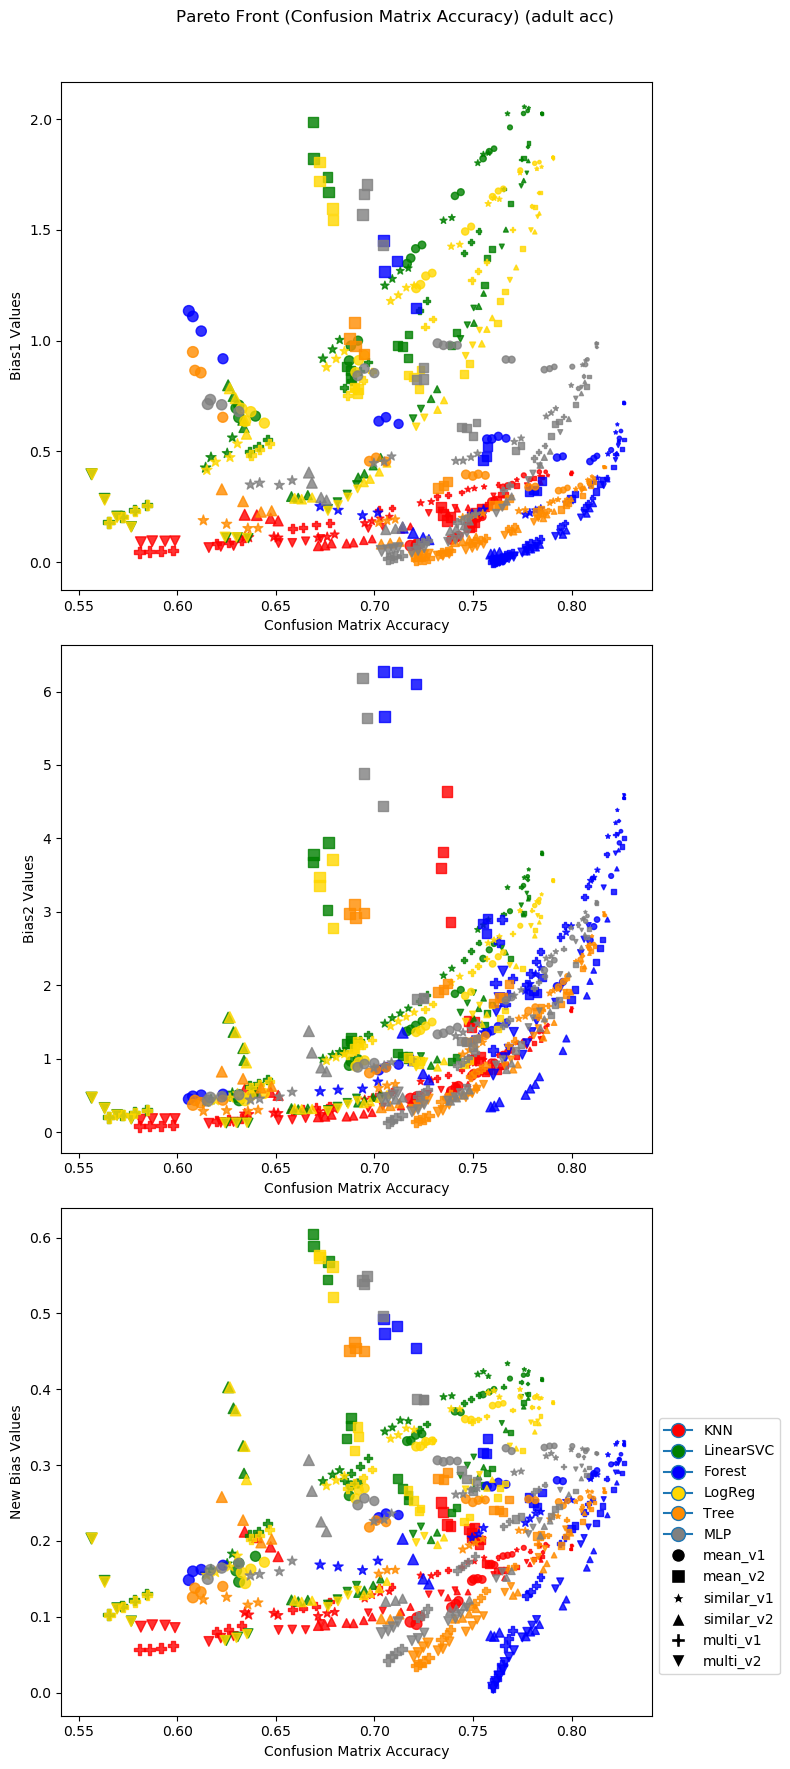 Pareto Front (Confusion Matrix Accuracy) (adult acc)
2.0
1.5
1.0
0.5
0.0
Bias1 Values
0.55 0.60 0.65 0.70 0.75 0.80
Confusion Matrix Accuracy
6
5
4
3
2
1
0
Bias2 Values
0.55 0.60 0.65 0.70 0.75 0.80
Confusion Matrix Accuracy
0.6
0.5
0.4
0.3
0.2
0.1
0.0
New Bias Values
0.55 0.60 0.65 0.70 0.75 0.80
Confusion Matrix Accuracy
KNN
LinearSVC
Forest
LogReg
Tree
MLP
mean_v1
mean_v2
similar_v1
similar_v2
multi_v1
multi_v2